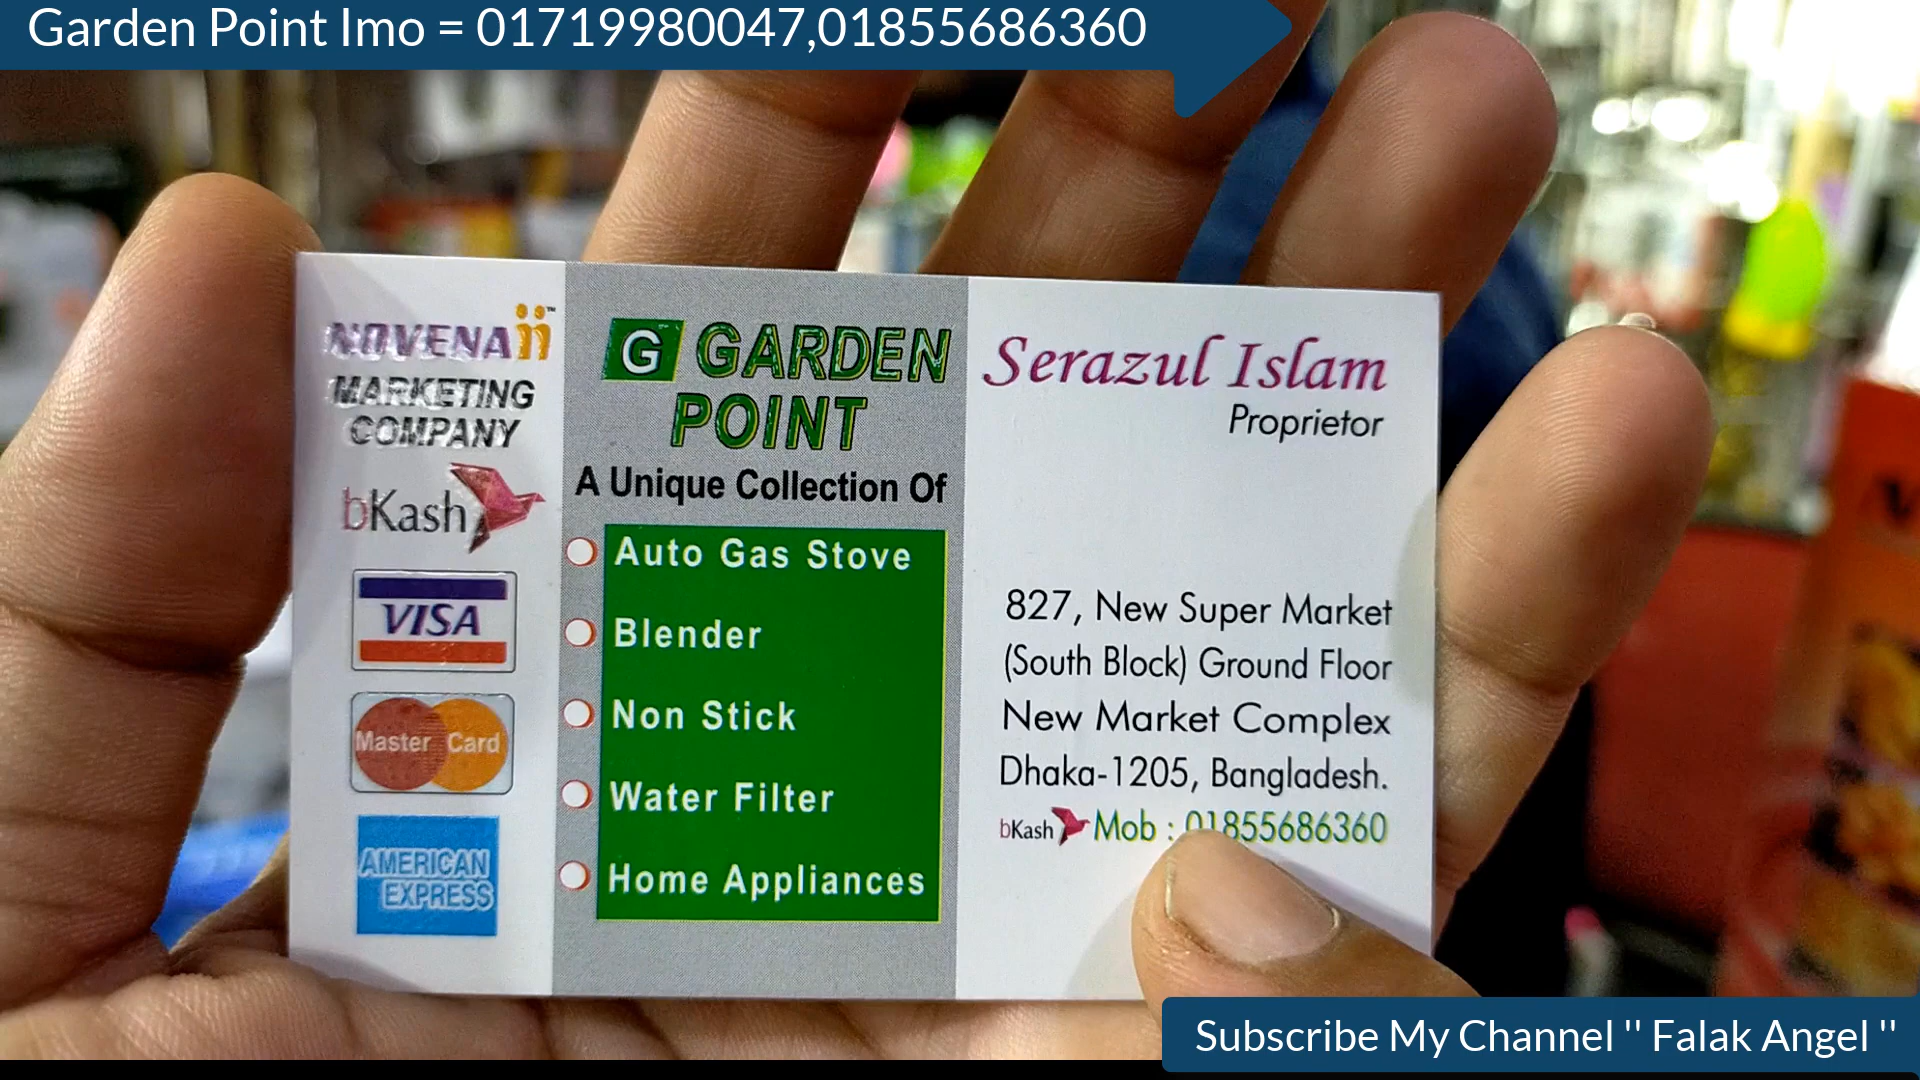 Garden Point Imo = 01719980047,01855686360
NOVENA
MARKETING
COMPANY
bKash
VISA
Master Card
AMERICAN
EXPRESS
G GARDEN
POINT
A Unique Collection Of
Auto Gas Stove
Blender
Non Stick
Water Filter
Home Appliances
Serazul Islam
Proprietor
827, New Super Market
(South Block) Ground Floor
New Market Complex
Dhaka-1205, Bangladesh.
bKash Mob : 01855686360
Subscribe My Channel '' Falak Angel ''